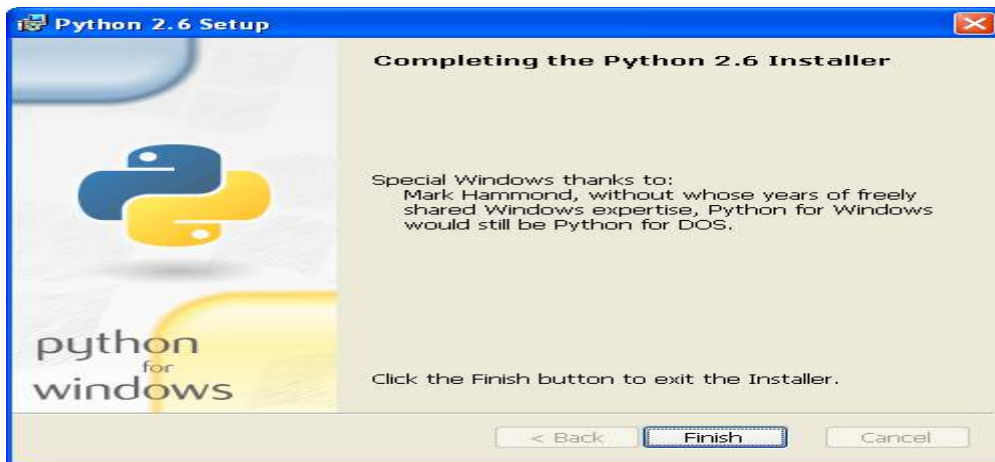 Python 2.6 Setup
Completing the Python 2.6 Installer
Special Windows thanks to:
Mark Hammond, without whose years of freely
shared Windows expertise, Python for Windows
would still be Python for DOS.
python
for
windows
Click the Finish button to exit the Installer.
< Back
Finish
Cancel